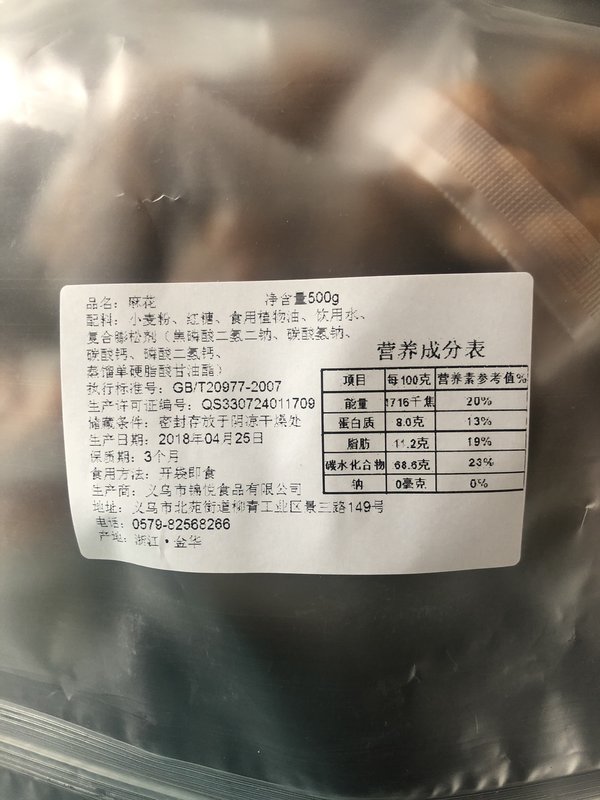 品名：麻花 净含量500g
配料：小麦粉、红糖、食用植物油、饮用水、
复合膨松剂（焦磷酸二氢二钠、碳酸氢钠、
碳酸钙、磷酸二氢钙、
蒸馏单硬脂酸甘油酯）
执行标准号：GB/T20977-2007
生产许可证编号：QS330724011709
储藏条件：密封存放于阴凉干燥处
生产日期：2018年04月25日
保质期：3个月
食用方法：开袋即食
生产商：义乌市锦悦食品有限公司
地址：义乌市北苑街道柳青工业区景三路149号
电话：0579-82568266
产地：浙江·金华
营养成分表
项目 每100克 营养素参考值%
能量 1716千焦 20%
蛋白质 8.0克 13%
脂肪 11.2克 19%
碳水化合物 68.6克 23%
钠 0毫克 0%